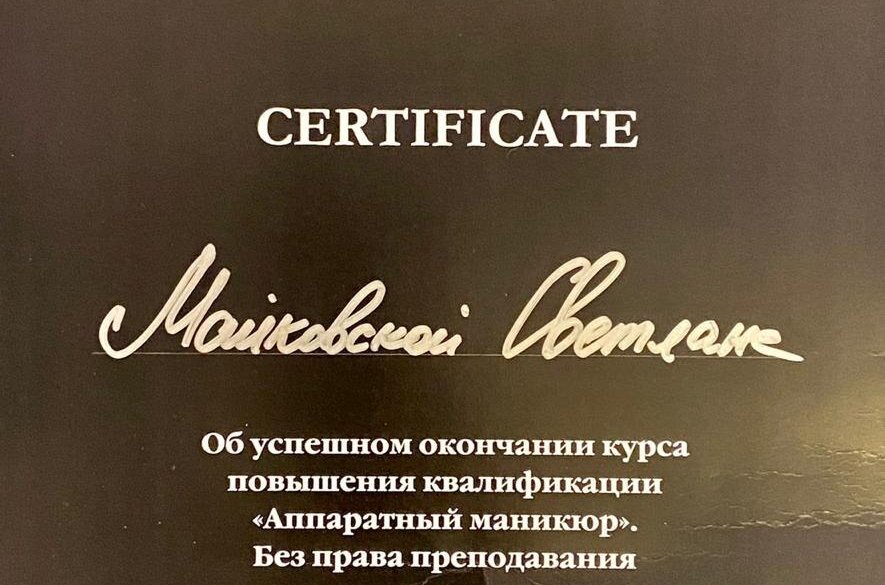 CERTIFICATE
Майковской Светлане
Об успешном окончании курса
повышения квалификации
«Аппаратный маникюр».
Без права преподавания